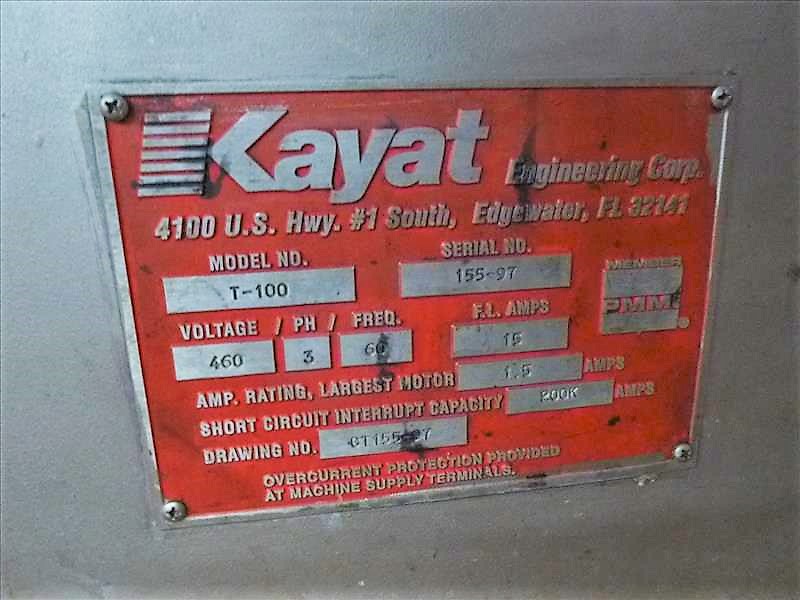 Kayat Engineering Corp.
4100 U.S. Hwy. #1 South, Edgewater, FL 32141
MODEL NO. SERIAL NO.
T-100 155-97
MEMBER
PMMI
®
VOLTAGE / PH / FREQ. F.L. AMPS
460 3 60 15
AMP. RATING, LARGEST MOTOR 1.5 AMPS
SHORT CIRCUIT INTERRUPT CAPACITY 200K AMPS
DRAWING NO. CT155-97
OVERCURRENT PROTECTION PROVIDED
AT MACHINE SUPPLY TERMINALS.